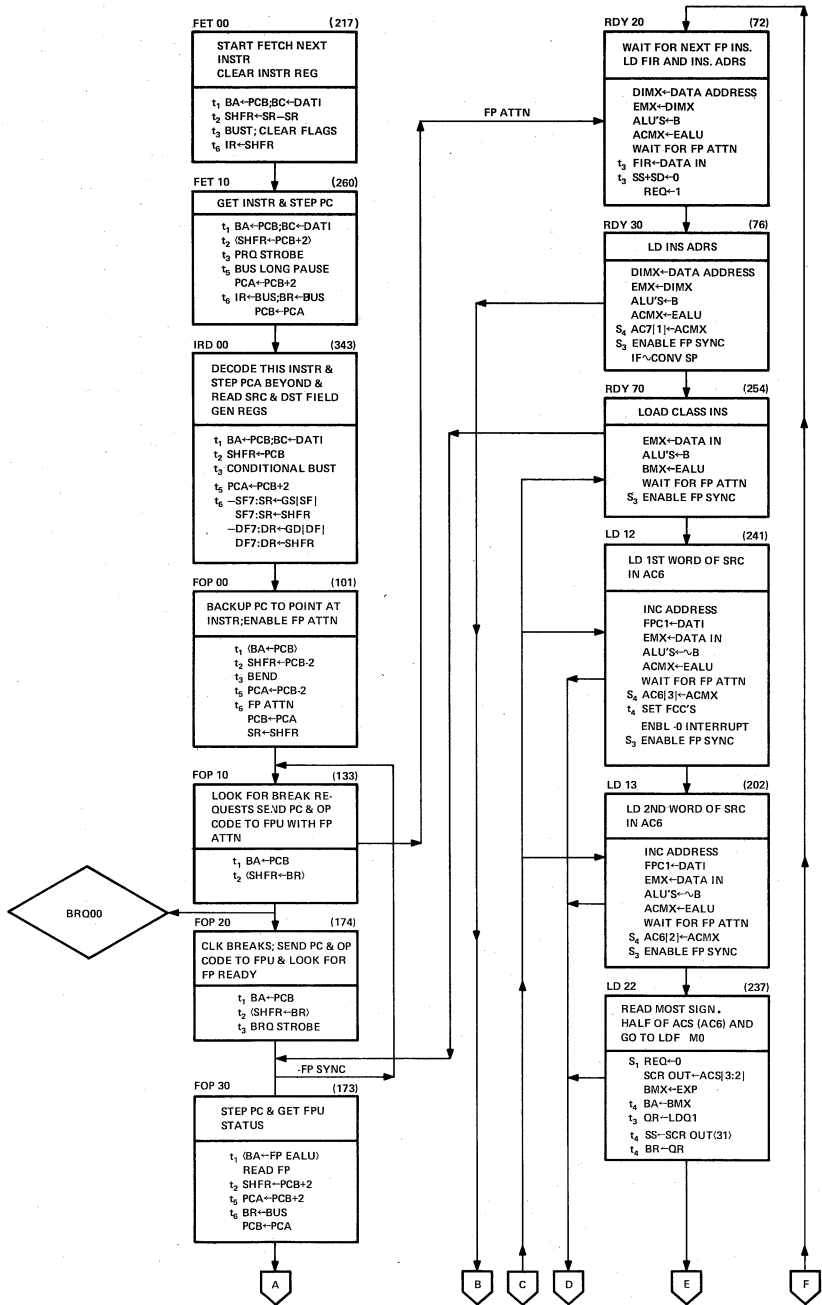 FET 00 (217)
START FETCH NEXT
INSTR
CLEAR INSTR REG
t1 BA←PCB;BC←DATI
t2 SHFR←SR−SR
t3 BUST; CLEAR FLAGS
t6 IR←SHFR
FET 10 (260)
GET INSTR & STEP PC
t1 BA←PCB;BC←DATI
t2 ⟨SHFR←PCB+2⟩
t3 PRQ STROBE
t5 BUS LONG PAUSE
PCA←PCB+2
t6 IR←BUS;BR←BUS
PCB←PCA
IRD 00 (343)
DECODE THIS INSTR &
STEP PCA BEYOND &
READ SRC & DST FIELD
GEN REGS
t1 BA←PCB;BC←DATI
t2 SHFR←PCB
t3 CONDITIONAL BUST
t5 PCA←PCB+2
t6 −SF7:SR←GS|SF|
SF7:SR←SHFR
−DF7:DR←GD|DF|
DF7:DR←SHFR
FOP 00 (101)
BACKUP PC TO POINT AT
INSTR;ENABLE FP ATTN
t1 ⟨BA←PCB⟩
t2 SHFR←PCB-2
t3 BEND
t5 PCA←PCB-2
t6 FP ATTN
PCB←PCA
SR←SHFR
FOP 10 (133)
LOOK FOR BREAK RE-
QUESTS SEND PC & OP
CODE TO FPU WITH FP
ATTN
t1 BA←PCB
t2 ⟨SHFR←BR⟩
BRQ00
FOP 20 (174)
CLK BREAKS; SEND PC & OP
CODE TO FPU & LOOK FOR
FP READY
t1 BA←PCB
t2 ⟨SHFR←BR⟩
t3 BRQ STROBE
-FP SYNC
FOP 30 (173)
STEP PC & GET FPU
STATUS
t1 ⟨BA←FP EALU⟩
READ FP
t2 SHFR←PCB+2
t5 PCA←PCB+2
t6 BR←BUS
PCB←PCA
A
FP ATTN
RDY 20 (72)
WAIT FOR NEXT FP INS.
LD FIR AND INS. ADRS
DIMX←DATA ADDRESS
EMX←DIMX
ALU'S←B
ACMX←EALU
WAIT FOR FP ATTN
t3 FIR←DATA IN
t3 SS+SD←0
REQ←1
RDY 30 (76)
LD INS ADRS
DIMX←DATA ADDRESS
EMX←DIMX
ALU'S←B
ACMX←EALU
S4 AC7|1|←ACMX
S3 ENABLE FP SYNC
IF∼CONV SP
RDY 70 (254)
LOAD CLASS INS
EMX←DATA IN
ALU'S←B
BMX←EALU
WAIT FOR FP ATTN
S3 ENABLE FP SYNC
LD 12 (241)
LD 1ST WORD OF SRC
IN AC6
INC ADDRESS
FPC1←DATI
EMX←DATA IN
ALU'S←∼B
ACMX←EALU
WAIT FOR FP ATTN
S4 AC6|3|←ACMX
t4 SET FCC'S
ENBL -0 INTERRUPT
S3 ENABLE FP SYNC
LD 13 (202)
LD 2ND WORD OF SRC
IN AC6
INC ADDRESS
FPC1←DATI
EMX←DATA IN
ALU'S←∼B
ACMX←EALU
WAIT FOR FP ATTN
S4 AC6|2|←ACMX
S3 ENABLE FP SYNC
LD 22 (237)
READ MOST SIGN.
HALF OF ACS (AC6) AND
GO TO LDF M0
S1 REQ←0
SCR OUT←ACS|3:2|
BMX←EXP
t4 BA←BMX
t3 QR←LDQ1
t4 SS←SCR OUT⟨31⟩
t4 BR←QR
B
C
D
E
F